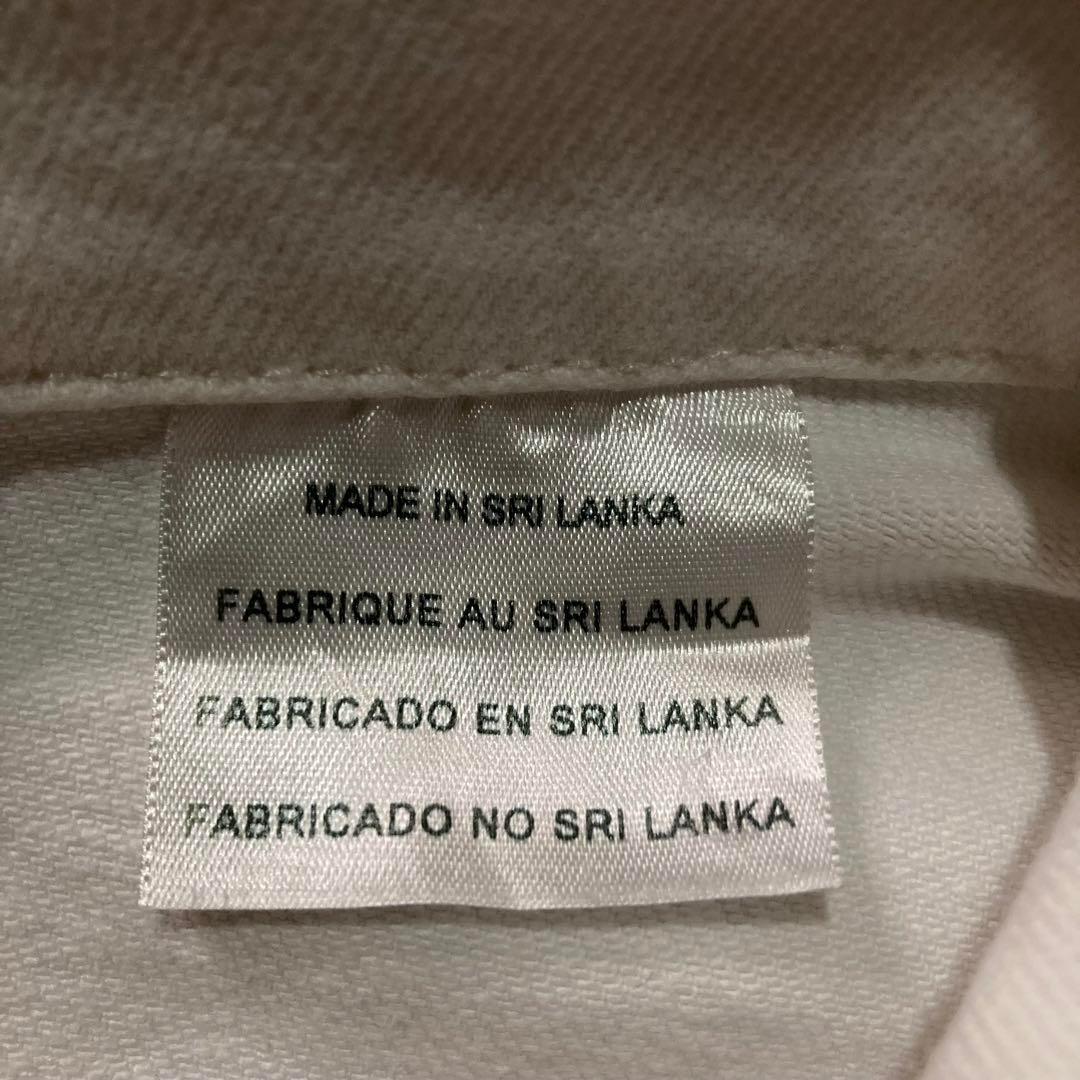 MADE IN SRI LANKA
FABRIQUE AU SRI LANKA
FABRICADO EN SRI LANKA
FABRICADO NO SRI LANKA